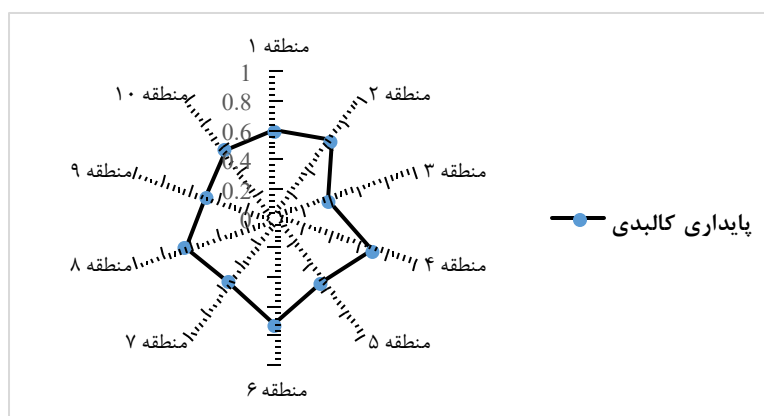 منطقه ۱
منطقه ۲
منطقه ۳
منطقه ۴
منطقه ۵
منطقه ۶
منطقه ۷
منطقه ۸
منطقه ۹
منطقه ۱۰
1
0.8
0.6
0.4
0.2
0
پایداری کالبدی